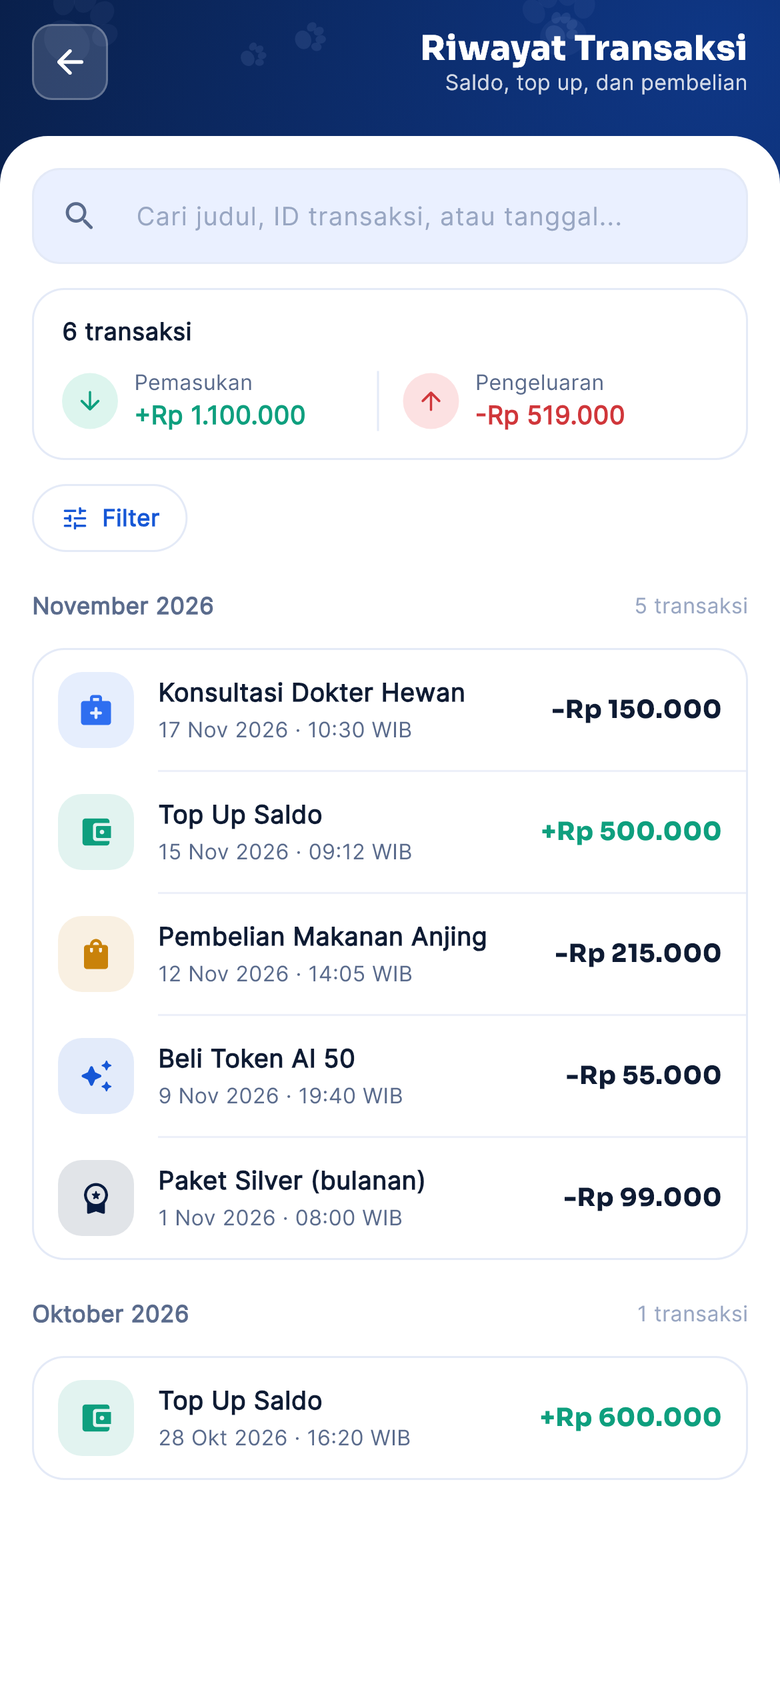 Riwayat Transaksi
Saldo, top up, dan pembelian
Cari judul, ID transaksi, atau tanggal...
6 transaksi
Pemasukan
+Rp 1.100.000
Pengeluaran
-Rp 519.000
Filter
November 2026
5 transaksi
Konsultasi Dokter Hewan
17 Nov 2026 · 10:30 WIB
-Rp 150.000
Top Up Saldo
15 Nov 2026 · 09:12 WIB
+Rp 500.000
Pembelian Makanan Anjing
12 Nov 2026 · 14:05 WIB
-Rp 215.000
Beli Token AI 50
9 Nov 2026 · 19:40 WIB
-Rp 55.000
Paket Silver (bulanan)
1 Nov 2026 · 08:00 WIB
-Rp 99.000
Oktober 2026
1 transaksi
Top Up Saldo
28 Okt 2026 · 16:20 WIB
+Rp 600.000